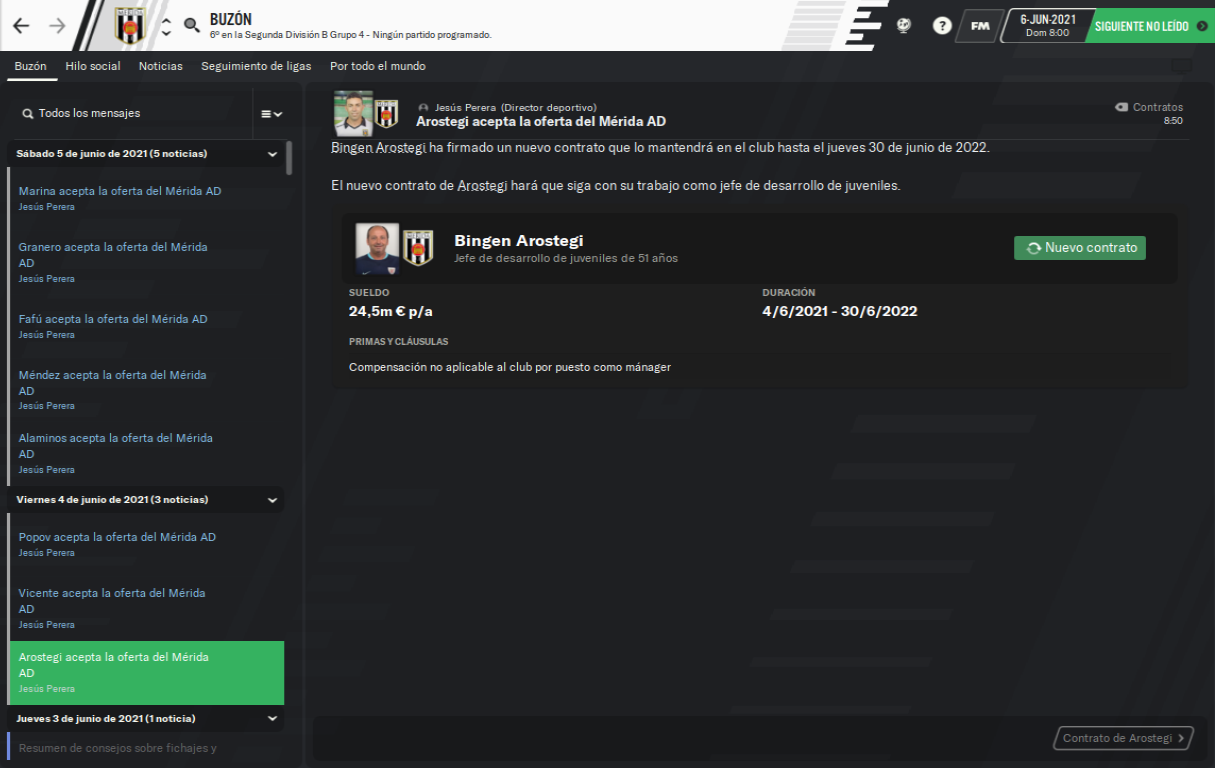 BUZÓN
6º en la Segunda División B Grupo 4 - Ningún partido programado.
FM
6-JUN-2021
Dom 8:00
SIGUIENTE NO LEÍDO
Buzón
Hilo social
Noticias
Seguimiento de ligas
Por todo el mundo
Todos los mensajes
Sábado 5 de junio de 2021 (5 noticias)
Marina acepta la oferta del Mérida AD
Jesús Perera
Granero acepta la oferta del Mérida
AD
Jesús Perera
Fafú acepta la oferta del Mérida AD
Jesús Perera
Méndez acepta la oferta del Mérida
AD
Jesús Perera
Alaminos acepta la oferta del Mérida
AD
Jesús Perera
Viernes 4 de junio de 2021 (3 noticias)
Popov acepta la oferta del Mérida AD
Jesús Perera
Vicente acepta la oferta del Mérida
AD
Jesús Perera
Arostegi acepta la oferta del Mérida
AD
Jesús Perera
Jueves 3 de junio de 2021 (1 noticia)
Resumen de consejos sobre fichajes y
Jesús Perera (Director deportivo)
Arostegi acepta la oferta del Mérida AD
Contratos
8:50
Bingen Arostegi ha firmado un nuevo contrato que lo mantendrá en el club hasta el jueves 30 de junio de 2022.
El nuevo contrato de Arostegi hará que siga con su trabajo como jefe de desarrollo de juveniles.
Bingen Arostegi
Jefe de desarrollo de juveniles de 51 años
Nuevo contrato
SUELDO
24,5m € p/a
DURACIÓN
4/6/2021 - 30/6/2022
PRIMAS Y CLÁUSULAS
Compensación no aplicable al club por puesto como mánager
Contrato de Arostegi